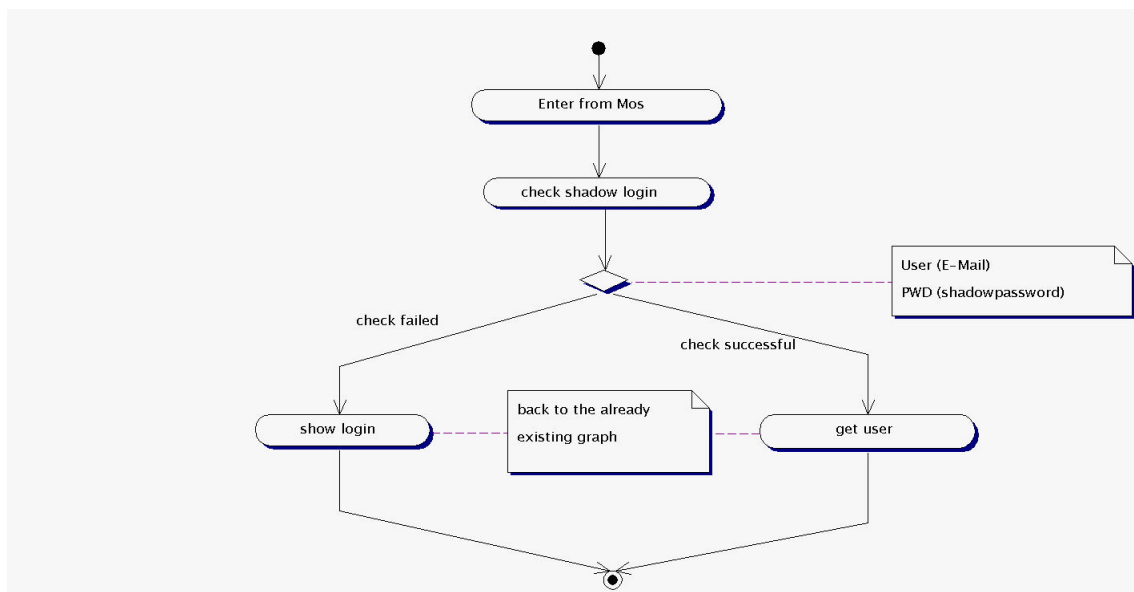 Enter from Mos
check shadow login
User (E-Mail)
PWD (shadowpassword)
check failed
check successful
back to the already
existing graph
show login
get user